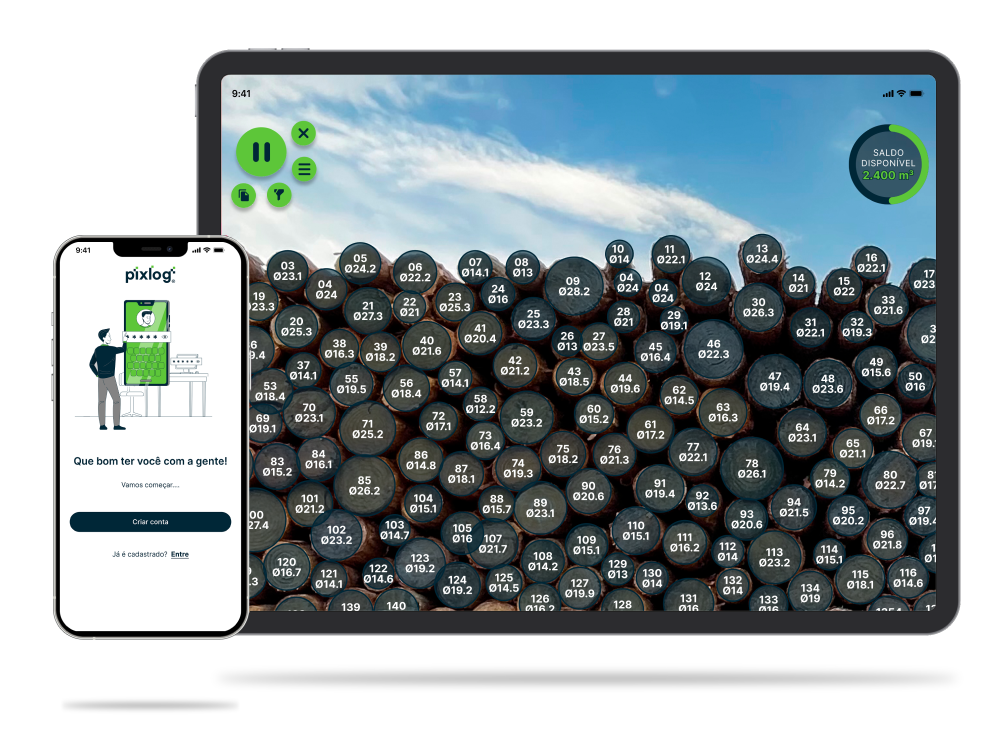 9:41
SALDO
DISPONÍVEL
2.400 m³
9:41
pixlog
Que bom ter você com a gente!
Vamos começar....
Criar conta
Já é cadastrado? Entre
03
Ø23.1
04
Ø24
05
Ø24.2
06
Ø22.2
07
Ø14.1
08
Ø13
09
Ø28.2
10
Ø14
04
Ø24
11
Ø22.1
04
Ø24
12
Ø24
13
Ø24.4
14
Ø21
15
Ø22
16
Ø22.1
17
19
20
Ø25.3
21
Ø27.3
22
Ø21
23
Ø25.3
24
Ø16
25
Ø23.3
26
Ø13
27
Ø23.5
28
Ø21
29
Ø19.1
30
Ø26.3
31
Ø22.1
32
Ø19.3
33
Ø21.6
37
Ø14.1
38
Ø16.3
39
Ø18.2
40
Ø21.6
41
Ø20.4
42
Ø21.2
43
Ø18.5
44
Ø19.6
45
Ø16.4
46
Ø22.3
47
Ø19.4
48
Ø23.6
49
Ø15.6
50
Ø16
53
Ø18.4
55
Ø19.5
56
Ø18.4
57
Ø14.1
58
Ø12.2
59
Ø23.2
60
Ø15.2
61
Ø17.2
62
Ø14.5
63
Ø16.3
64
Ø23.1
65
Ø21.1
66
Ø17.2
67
69
Ø19.1
70
Ø23.1
71
Ø25.2
72
Ø17.1
73
Ø16.4
74
Ø19.3
75
Ø18.2
76
Ø21.3
77
Ø22.1
78
Ø26.1
79
Ø14.2
80
Ø22.7
83
Ø15.2
84
Ø16.1
85
Ø26.2
86
Ø14.8
87
Ø18.1
88
Ø15.7
89
Ø23.1
90
Ø20.6
91
Ø19.4
92
Ø13.6
93
Ø20.6
94
Ø21.5
95
Ø20.2
96
Ø21.8
97
Ø19.4
101
Ø21.2
102
Ø23.2
103
Ø14.7
104
Ø15.1
105
Ø16
107
Ø21.7
108
Ø14.2
109
Ø15.1
110
Ø15.1
111
Ø16.2
112
Ø14
113
Ø23.2
114
Ø15.1
115
Ø18.1
116
Ø14.6
120
Ø16.7
121
Ø14.1
122
Ø14.6
123
Ø19.2
124
Ø19.2
125
Ø14.5
126
Ø16.2
127
Ø19.9
128
129
Ø13
130
Ø14
131
Ø16
132
Ø14
133
Ø16
134
Ø19
139
140